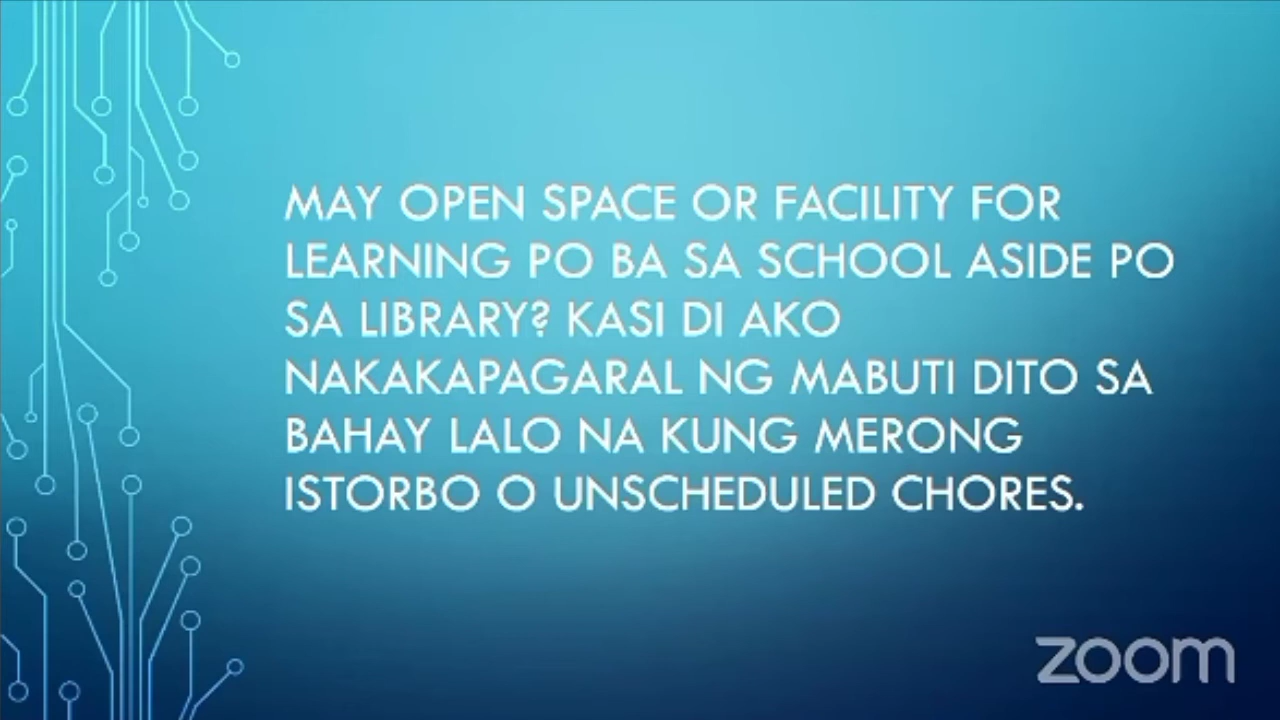 MAY OPEN SPACE OR FACILITY FOR
LEARNING PO BA SA SCHOOL ASIDE PO
SA LIBRARY? KASI DI AKO
NAKAKAPAGARAL NG MABUTI DITO SA
BAHAY LALO NA KUNG MERONG
ISTORBO O UNSCHEDULED CHORES.
zoom